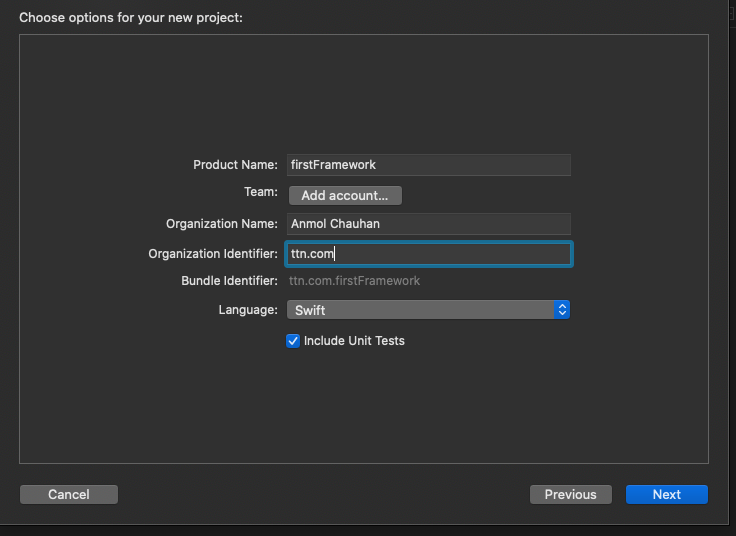 Choose options for your new project:
Product Name: firstFramework
Team: Add account...
Organization Name: Anmol Chauhan
Organization Identifier: ttn.com
Bundle Identifier: ttn.com.firstFramework
Language: Swift
Include Unit Tests
Cancel Previous Next